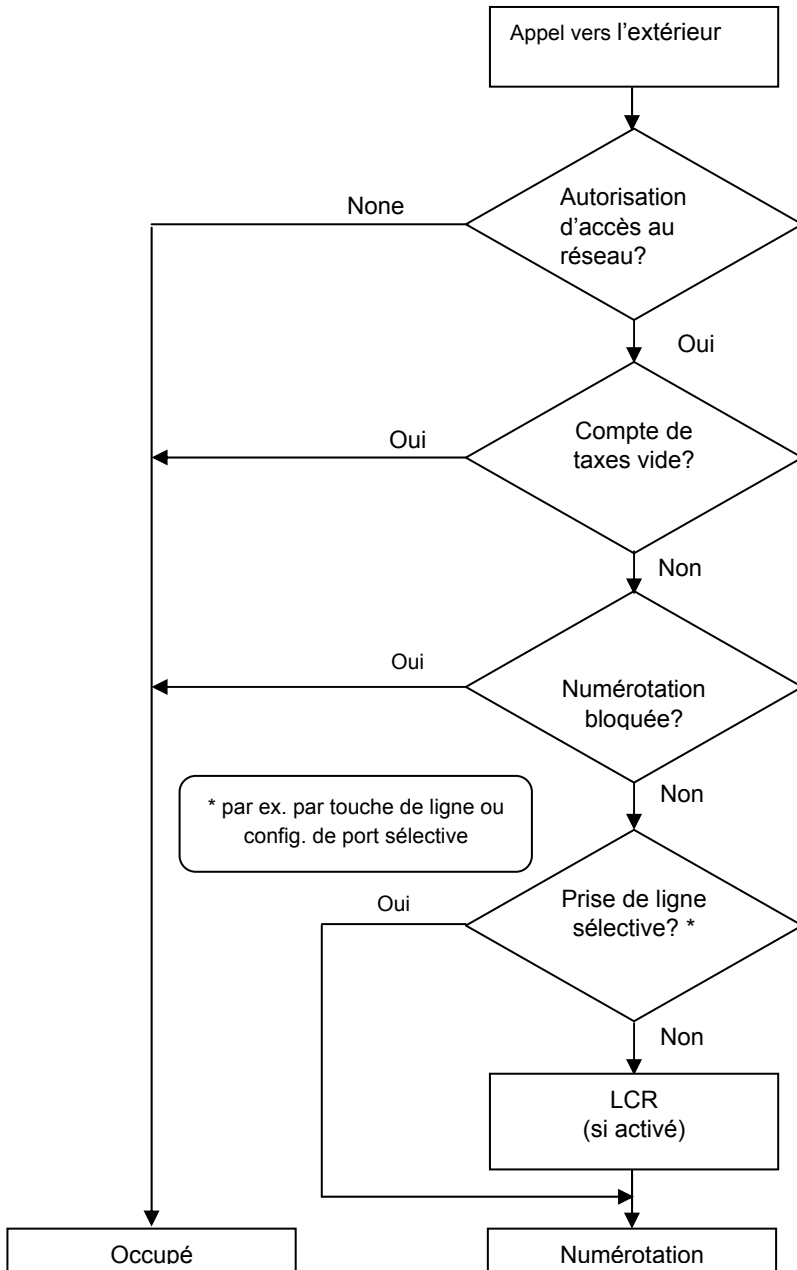 Appel vers l’extérieur
None
Autorisation
d’accès au
réseau?
Oui
Oui
Compte de
taxes vide?
Non
Oui
Numérotation
bloquée?
Non
* par ex. par touche de ligne ou
config. de port sélective
Oui
Prise de ligne
sélective? *
Non
LCR
(si activé)
Occupé
Numérotation